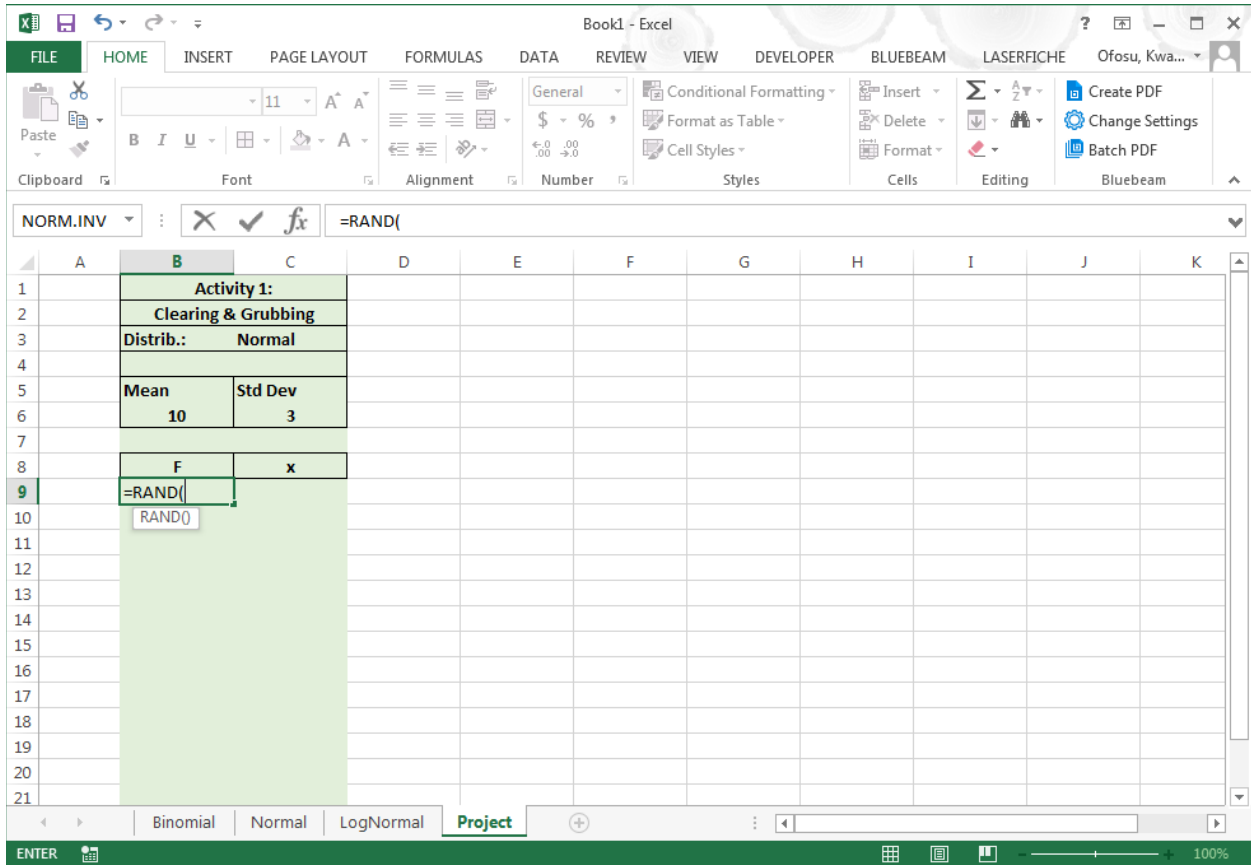 Book1 - Excel ?
FILE HOME INSERT PAGE LAYOUT FORMULAS DATA REVIEW VIEW DEVELOPER BLUEBEAM LASERFICHE Ofosu, Kwa...
Paste
11 A A
B I U A
General
$ % ,
.0 .00
.00 .0
Conditional Formatting
Format as Table
Cell Styles
Insert
Delete
Format
Σ A Z
Create PDF
Change Settings
Batch PDF
Clipboard Font Alignment Number Styles Cells Editing Bluebeam
NORM.INV fx =RAND(
A B C D E F G H I J K
1 Activity 1:
2 Clearing & Grubbing
3 Distrib.: Normal
4
5 Mean Std Dev
6 10 3
7
8 F x
9 =RAND(
10 RAND()
11
12
13
14
15
16
17
18
19
20
21
Binomial Normal LogNormal Project
ENTER 100%